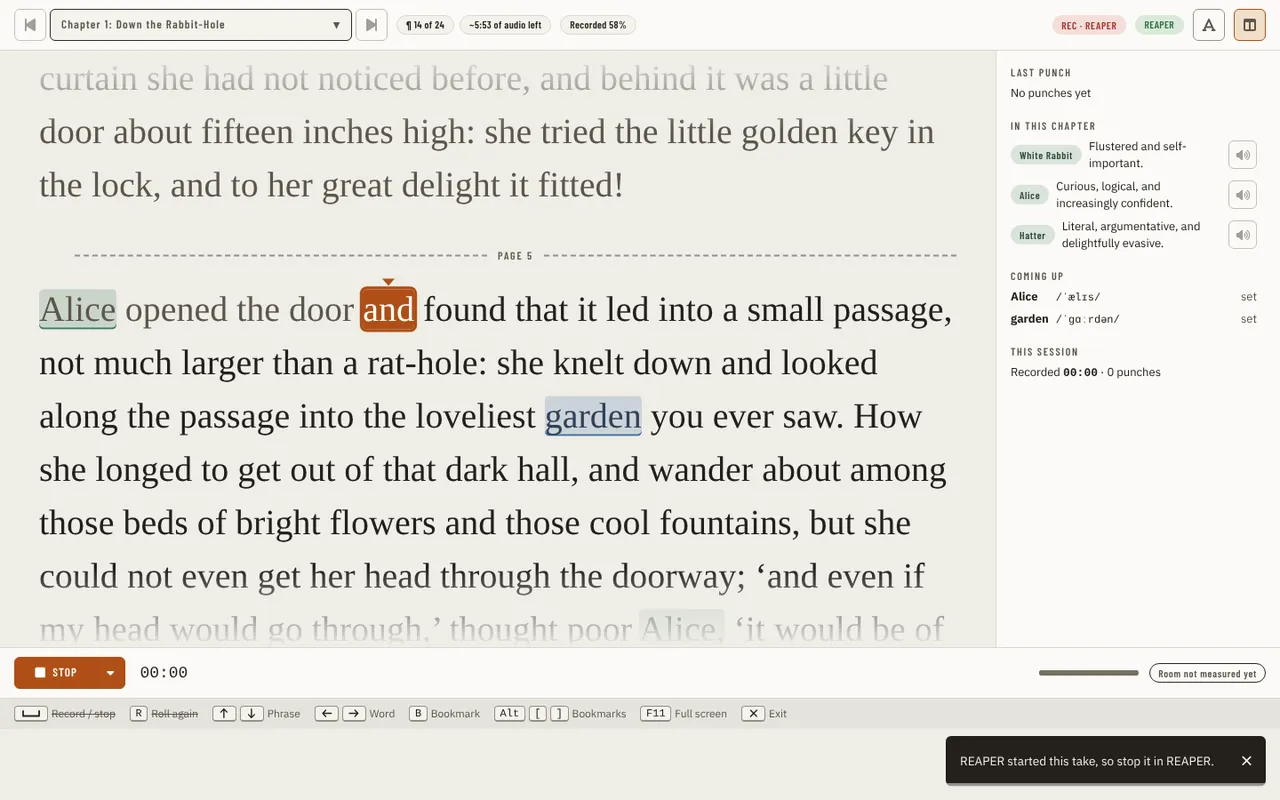 Chapter 1: Down the Rabbit-Hole
¶ 14 of 24
~5:53 of audio left
Recorded 58%
REC · REAPER
REAPER
A
curtain she had not noticed before, and behind it was a little
door about fifteen inches high: she tried the little golden key in
the lock, and to her great delight it fitted!
PAGE 5
Alice opened the door and found that it led into a small passage,
not much larger than a rat-hole: she knelt down and looked
along the passage into the loveliest garden you ever saw. How
she longed to get out of that dark hall, and wander about among
those beds of bright flowers and those cool fountains, but she
could not even get her head through the doorway; ‘and even if
my head would go through,’ thought poor Alice, ‘it would be of
LAST PUNCH
No punches yet
IN THIS CHAPTER
White Rabbit
Flustered and self-
important.
Alice
Curious, logical, and
increasingly confident.
Hatter
Literal, argumentative, and
delightfully evasive.
COMING UP
Alice /ˈælɪs/ set
garden /ˈɡɑːrdən/ set
THIS SESSION
Recorded 00:00 · 0 punches
STOP
00:00
Room not measured yet
Record / stop
R Roll again
↑ ↓ Phrase
← → Word
B Bookmark
Alt [ ] Bookmarks
F11 Full screen
✕ Exit
REAPER started this take, so stop it in REAPER. ✕